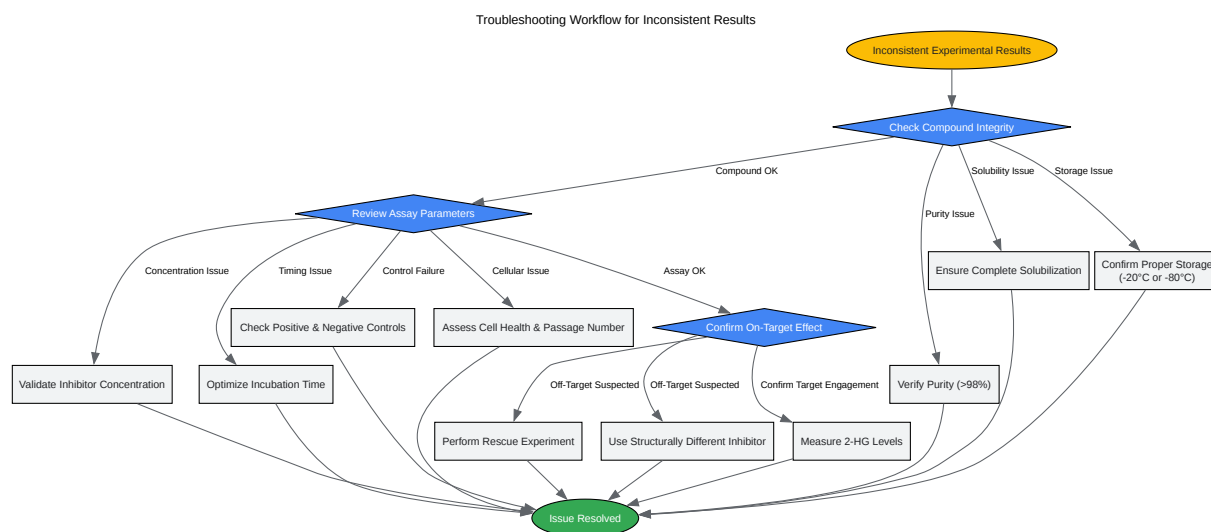 Troubleshooting Workflow for Inconsistent Results
Inconsistent Experimental Results
Check Compound Integrity
Compound OK
Solubility Issue
Storage Issue
Purity Issue
Review Assay Parameters
Concentration Issue
Timing Issue
Control Failure
Cellular Issue
Assay OK
Ensure Complete Solubilization
Confirm Proper Storage
(-20°C or -80°C)
Check Positive & Negative Controls
Assess Cell Health & Passage Number
Confirm On-Target Effect
Validate Inhibitor Concentration
Optimize Incubation Time
Off-Target Suspected
Off-Target Suspected
Confirm Target Engagement
Verify Purity (>98%)
Perform Rescue Experiment
Use Structurally Different Inhibitor
Measure 2-HG Levels
Issue Resolved